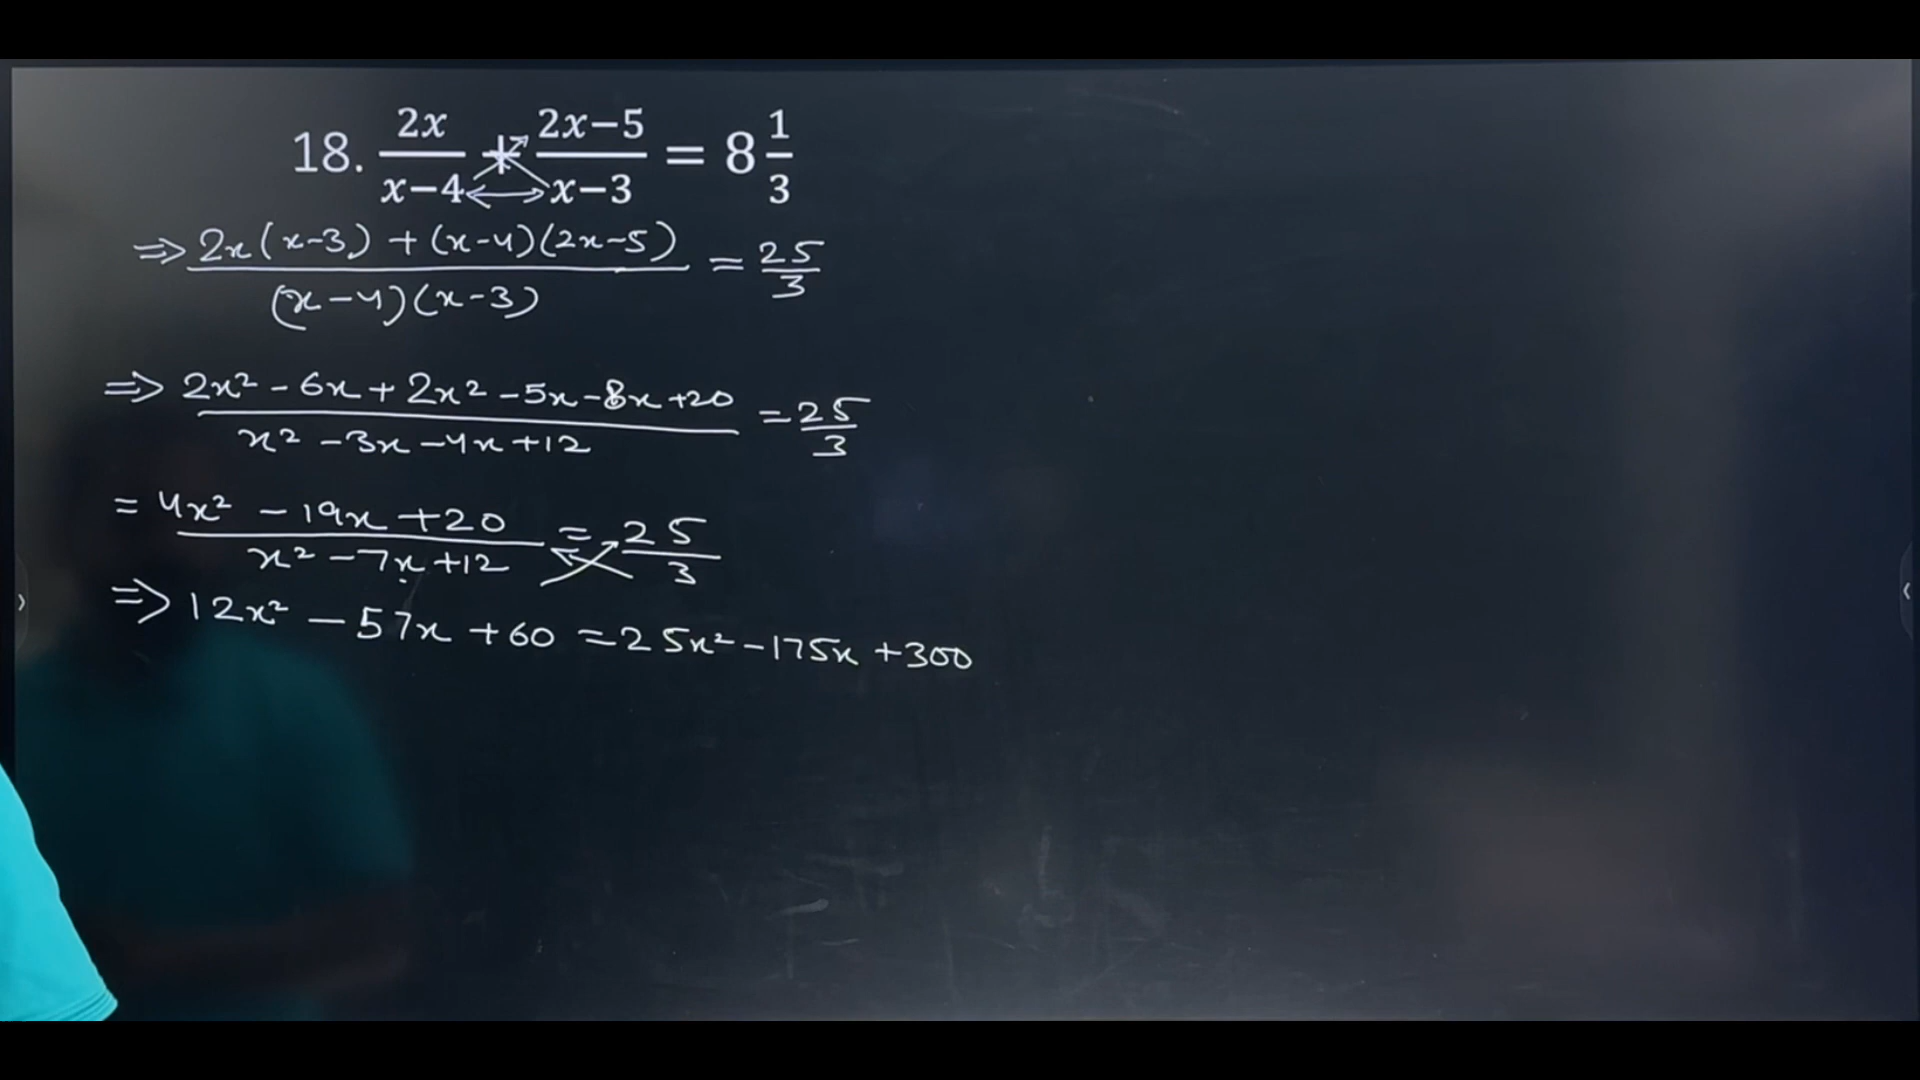 18. 2x/(x−4) + (2x−5)/(x−3) = 8 1/3
⇒ (2x(x-3) + (x-4)(2x-5))/((x-4)(x-3)) = 25/3
⇒ (2x² - 6x + 2x² - 5x - 8x + 20)/(x² - 3x - 4x + 12) = 25/3
= (4x² - 19x + 20)/(x² - 7x + 12) = 25/3
⇒ 12x² - 57x + 60 = 25x² - 175x + 300